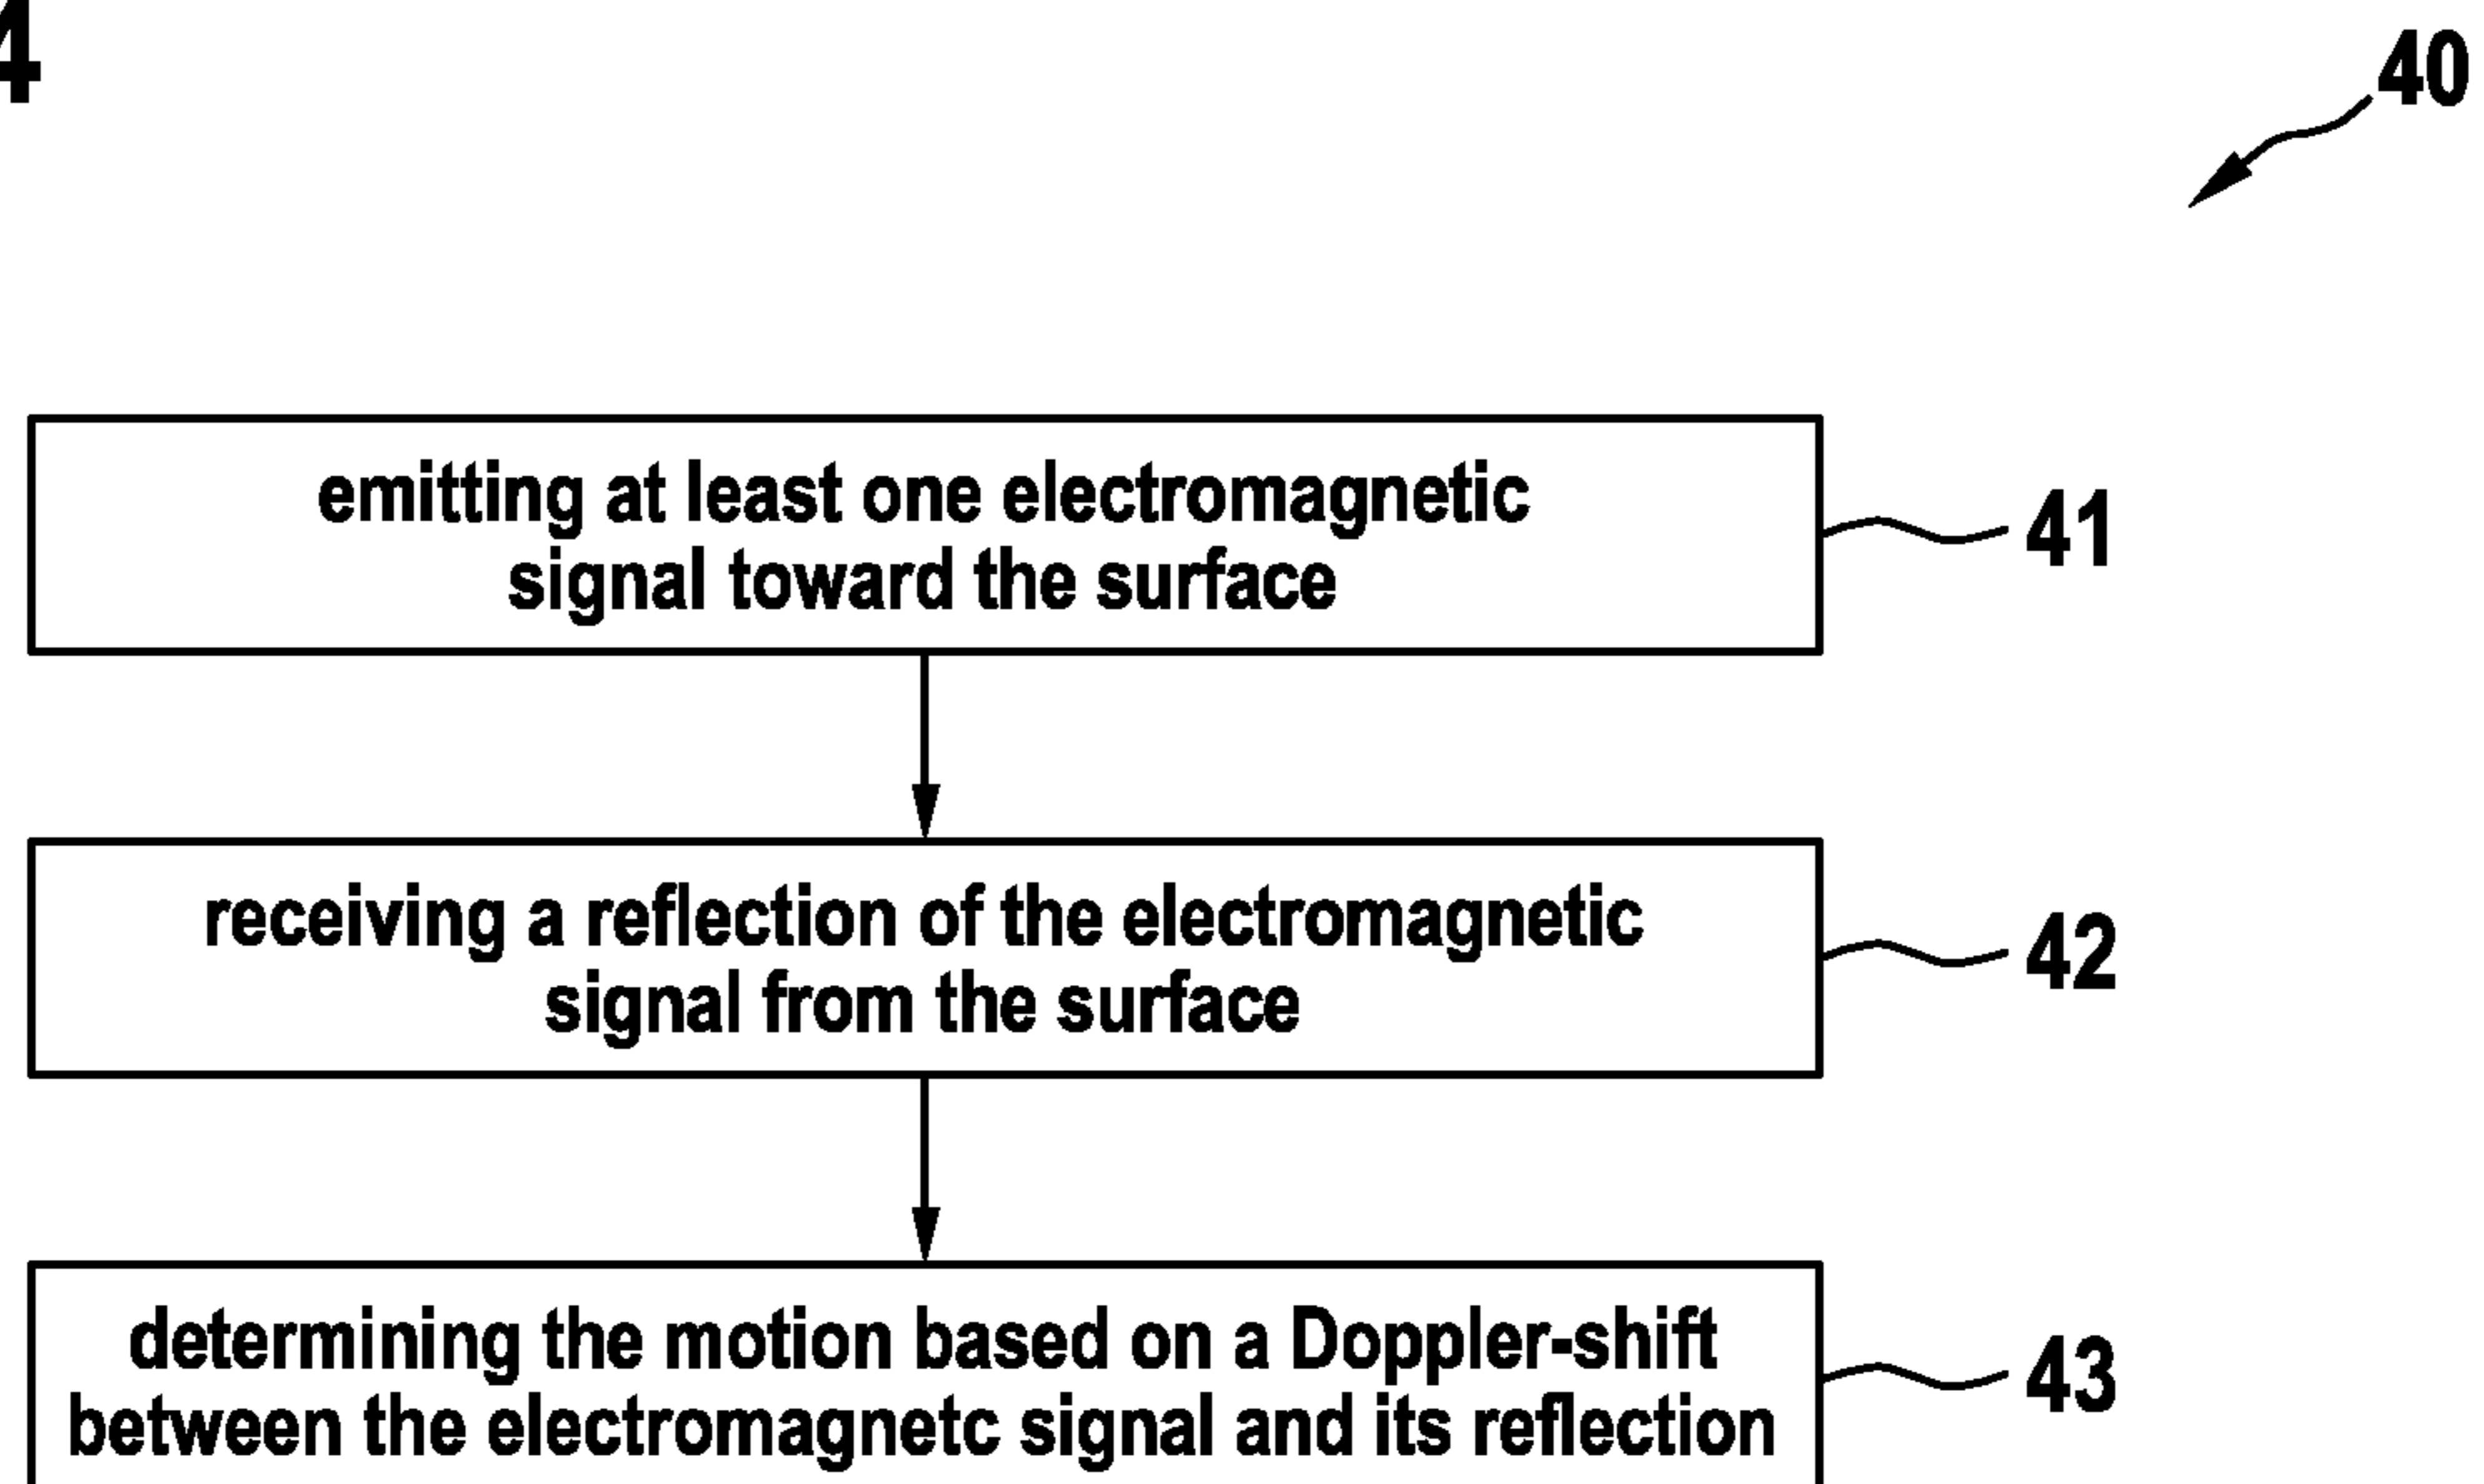 4
40
emitting at least one electromagnetic
signal toward the surface
41
receiving a reflection of the electromagnetic
signal from the surface
42
determining the motion based on a Doppler-shift
between the electromagnetc signal and its reflection
43